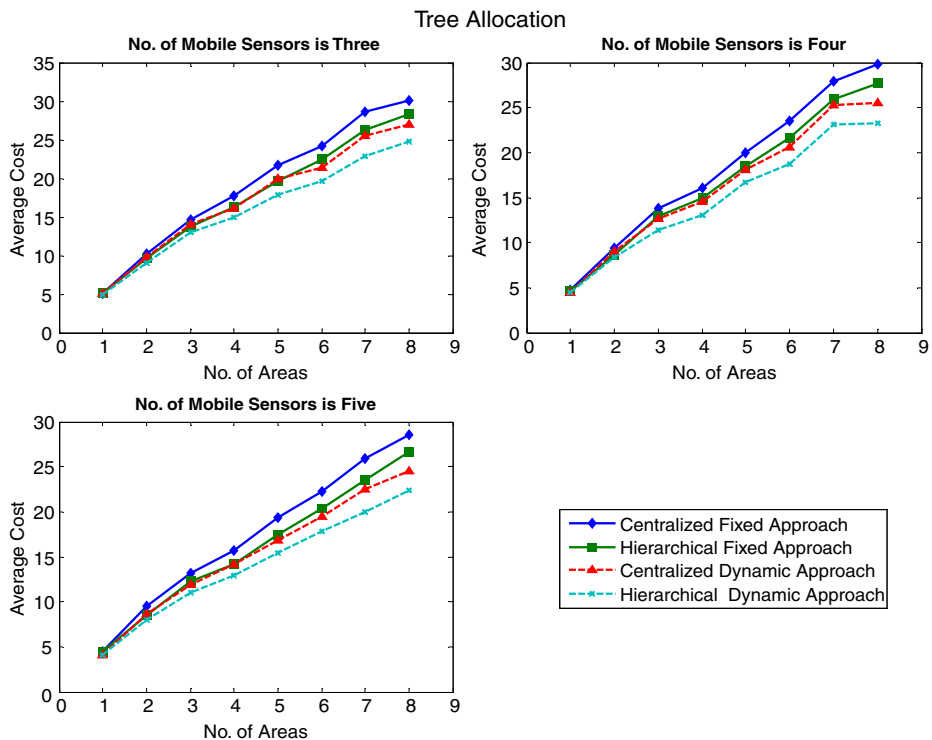 Tree Allocation
No. of Mobile Sensors is Three
35
30
25
20
15
10
5
0
Average Cost
0 1 2 3 4 5 6 7 8 9
No. of Areas
No. of Mobile Sensors is Four
30
25
20
15
10
5
0
Average Cost
0 1 2 3 4 5 6 7 8 9
No. of Areas
No. of Mobile Sensors is Five
30
25
20
15
10
5
0
Average Cost
0 1 2 3 4 5 6 7 8 9
No. of Areas
Centralized Fixed Approach
Hierarchical Fixed Approach
Centralized Dynamic Approach
Hierarchical Dynamic Approach